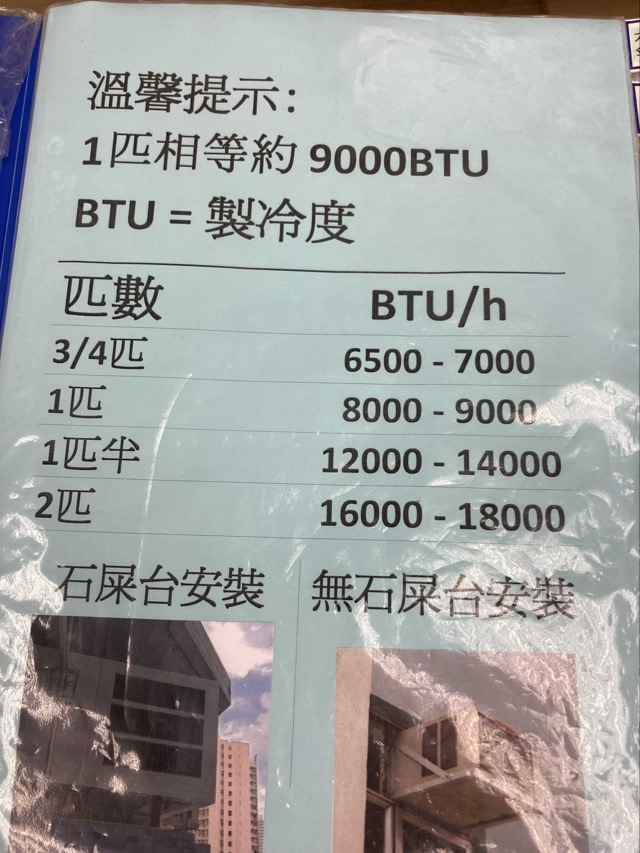 溫馨提示:
1匹相等約 9000BTU
BTU = 製冷度
匹數 BTU/h
3/4匹 6500 - 7000
1匹 8000 - 9000
1匹半 12000 - 14000
2匹 16000 - 18000
石屎台安裝 無石屎台安裝